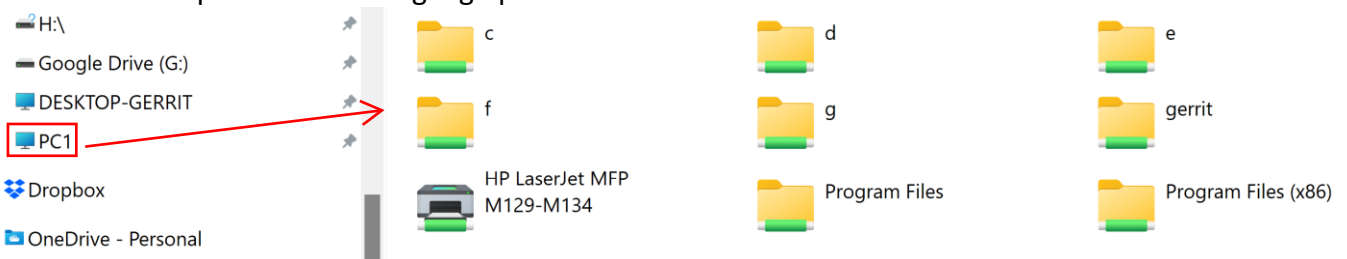 H:\
Google Drive (G:)
DESKTOP-GERRIT
PC1
Dropbox
OneDrive - Personal
c
d
e
f
g
gerrit
HP LaserJet MFP
M129-M134
Program Files
Program Files (x86)